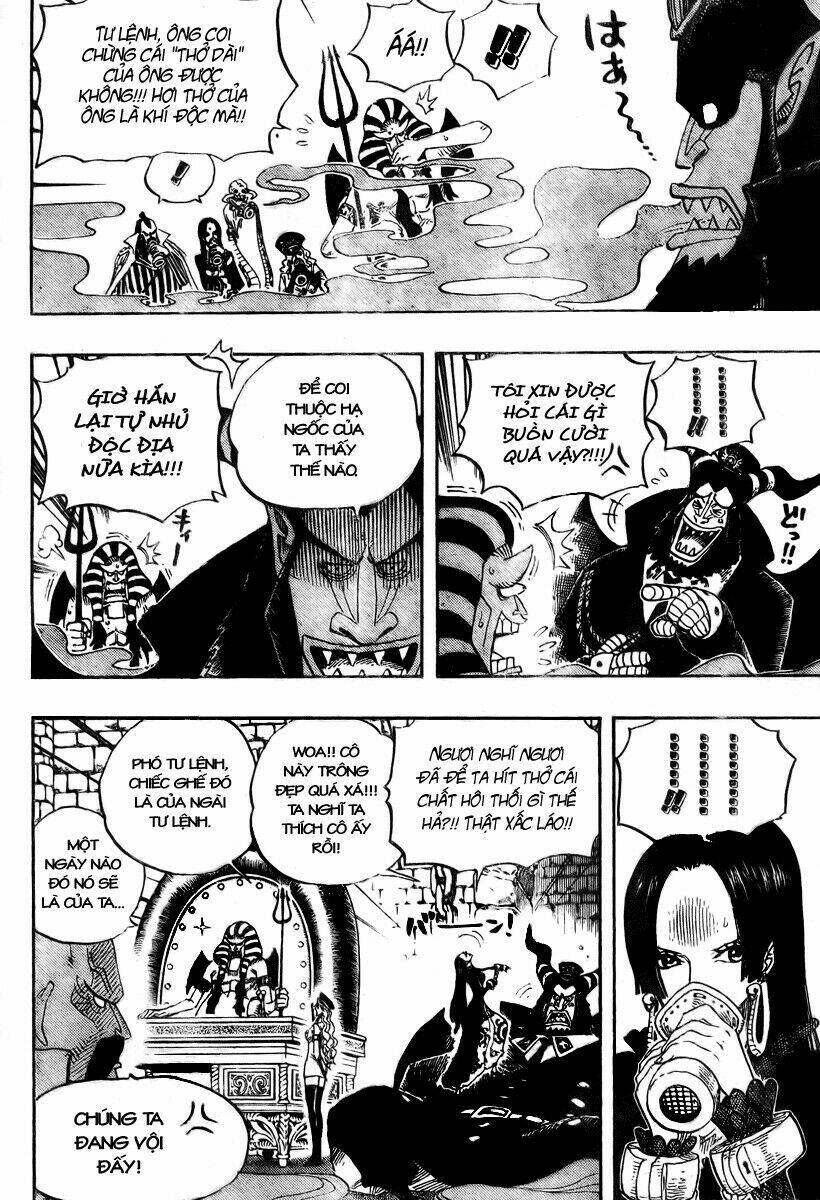 TƯ LỆNH, ÔNG COI
CHỪNG CÁI "THỞ DÀI"
CỦA ÔNG ĐƯỢC
KHÔNG!!! HƠI THỞ CỦA
ÔNG LÀ KHÍ ĐỘC MÀ!!
ÁÁ!!
!!
はぁ〜〜…
!!
GIỜ HẮN
LẠI TỰ NHỦ
ĐỘC ĐỊA
NỮA KÌA!!!
ĐỂ COI
THUỘC HẠ
NGỐC CỦA
TA THẤY
THẾ NÀO.
キィー
TÔI XIN ĐƯỢC
HỎI CÁI GÌ
BUỒN CƯỜI
QUÁ VẬY?!!!
......!!
どっ!!
PHÓ TƯ LỆNH,
CHIẾC GHẾ ĐÓ
LÀ CỦA NGÀI
TƯ LỆNH.
MỘT
NGÀY NÀO
ĐÓ NÓ SẼ
LÀ CỦA TA...
WOA!! CÔ
NÀY TRÔNG
ĐẸP QUÁ XÁ!!!
TA NGHĨ TA
THÍCH CÔ ẤY
RỒI!!
NGƯƠI NGHĨ NGƯƠI
ĐÃ ĐỂ TA HÍT THỞ CÁI
CHẤT HÔI THỐI GÌ THẾ
HẢ?!! THẬT XẤC LÁO!!
CHÚNG TA
ĐANG VỘI
ĐẤY!
.........!!